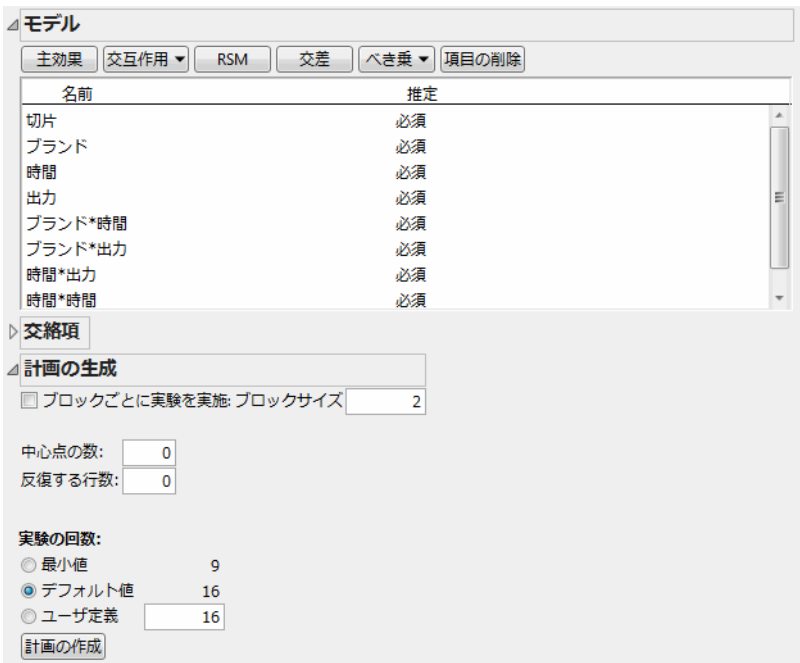 モデル
主効果 交互作用 RSM 交差 べき乗 項目の削除
名前 推定
切片 必須
ブランド 必須
時間 必須
出力 必須
ブランド*時間 必須
ブランド*出力 必須
時間*出力 必須
時間*時間 必須
交絡項
計画の生成
ブロックごとに実験を実施: ブロックサイズ 2
中心点の数: 0
反復する行数: 0
実験の回数:
最小値 9
デフォルト値 16
ユーザ定義 16
計画の作成